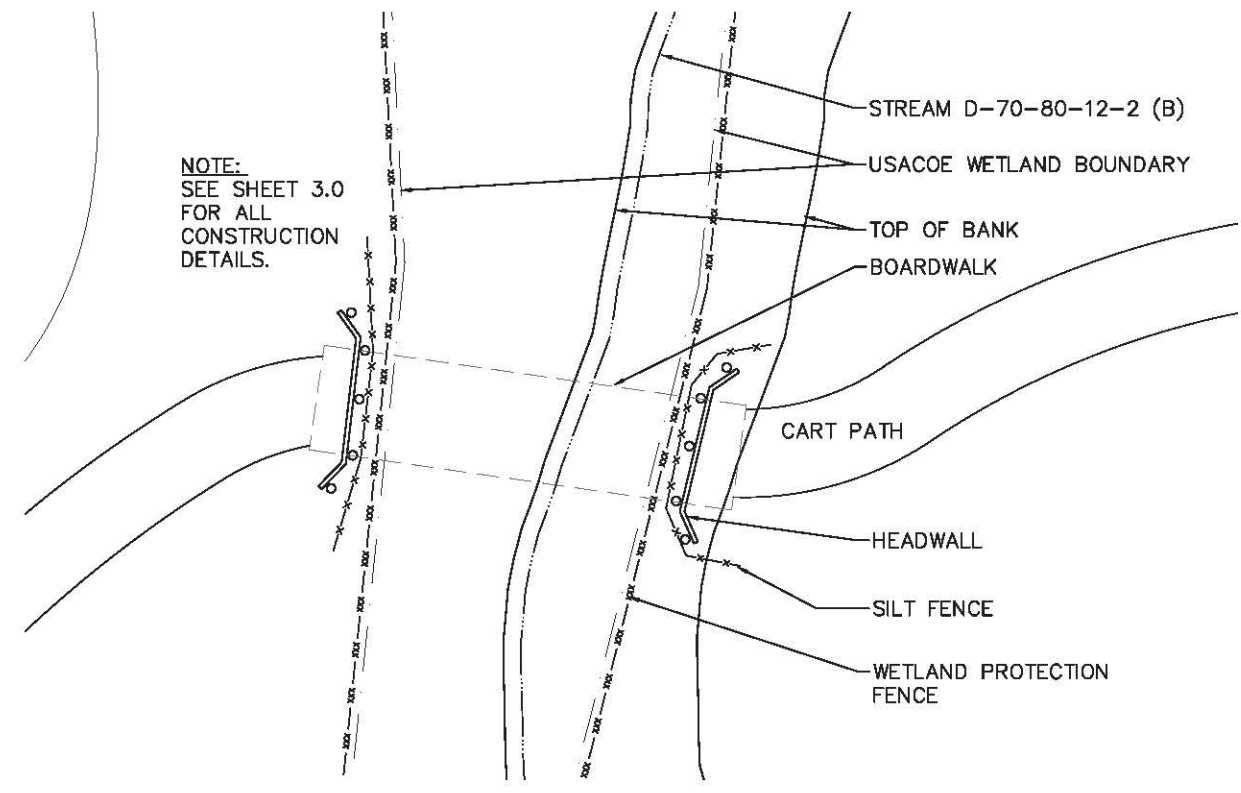 NOTE:
SEE SHEET 3.0
FOR ALL
CONSTRUCTION
DETAILS.
STREAM D-70-80-12-2 (B)
USACOE WETLAND BOUNDARY
TOP OF BANK
BOARDWALK
CART PATH
HEADWALL
SILT FENCE
WETLAND PROTECTION
FENCE